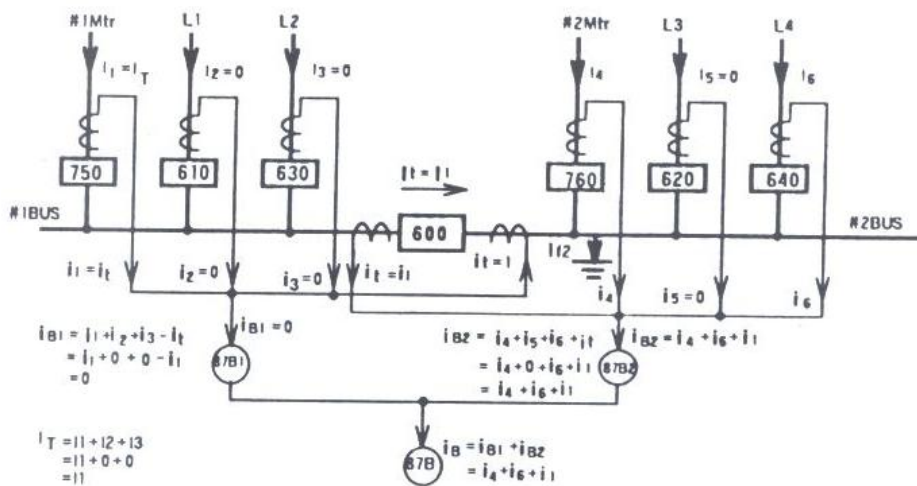 #1Mtr L1 L2 #2Mtr L3 L4
I1=IT I2=0 I3=0 I4 I5=0 I6
750 610 630 It=I1 760 620 640
#1BUS 600 #2BUS
If2
i1=it i2=0 i3=0 it=i1 it=1 i4 i5=0 i6
iB1=i1+i2+i3-it
=i1+0+0-i1
=0
iB1=0
87B1
iB2=i4+i5+i6+it
=i4+0+i6+i1
=i4+i6+i1
iB2=i4+i6+i1
87B2
IT=I1+I2+I3
=I1+0+0
=I1
87B
iB=iB1+iB2
=i4+i6+i1